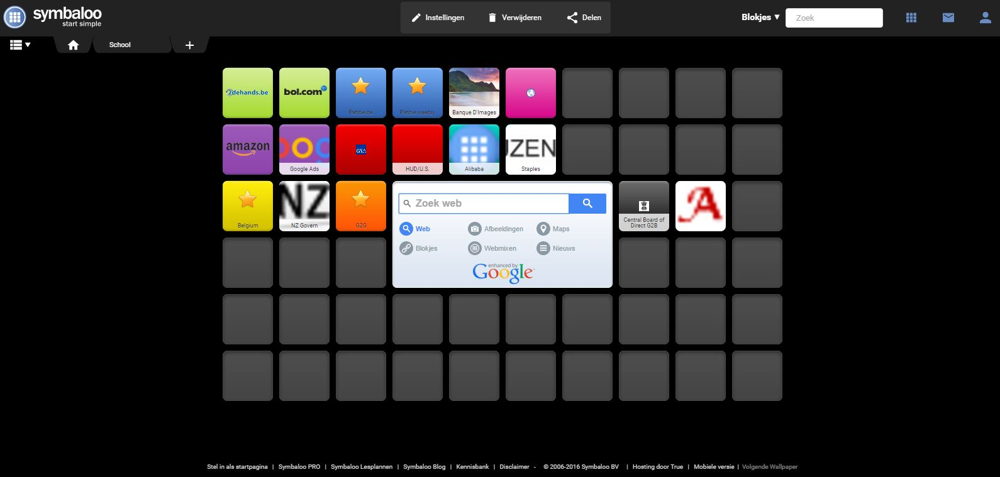 symbaloo
start simple
Instellingen
Verwijderen
Delen
Blokjes
Zoek
School
2dehands.be
bol.com
Petitie.be
Petitie weebly
Banque D'Images
amazon
Google Ads
GSA
HUD/U.S.
Alibaba
JZEN
Staples
Belgium
NZ
NZ Govern
G2G
Zoek web
Web
Afbeeldingen
Maps
Blokjes
Webmixen
Nieuws
enhanced by
Google
Central Board of
Direct G2B
A
Stel in als startpagina | Symbaloo PRO | Symbaloo Lesplannen | Symbaloo Blog | Kennisbank | Disclaimer - © 2006-2016 Symbaloo BV | Hosting door True | Mobiele versie | Volgende Wallpaper